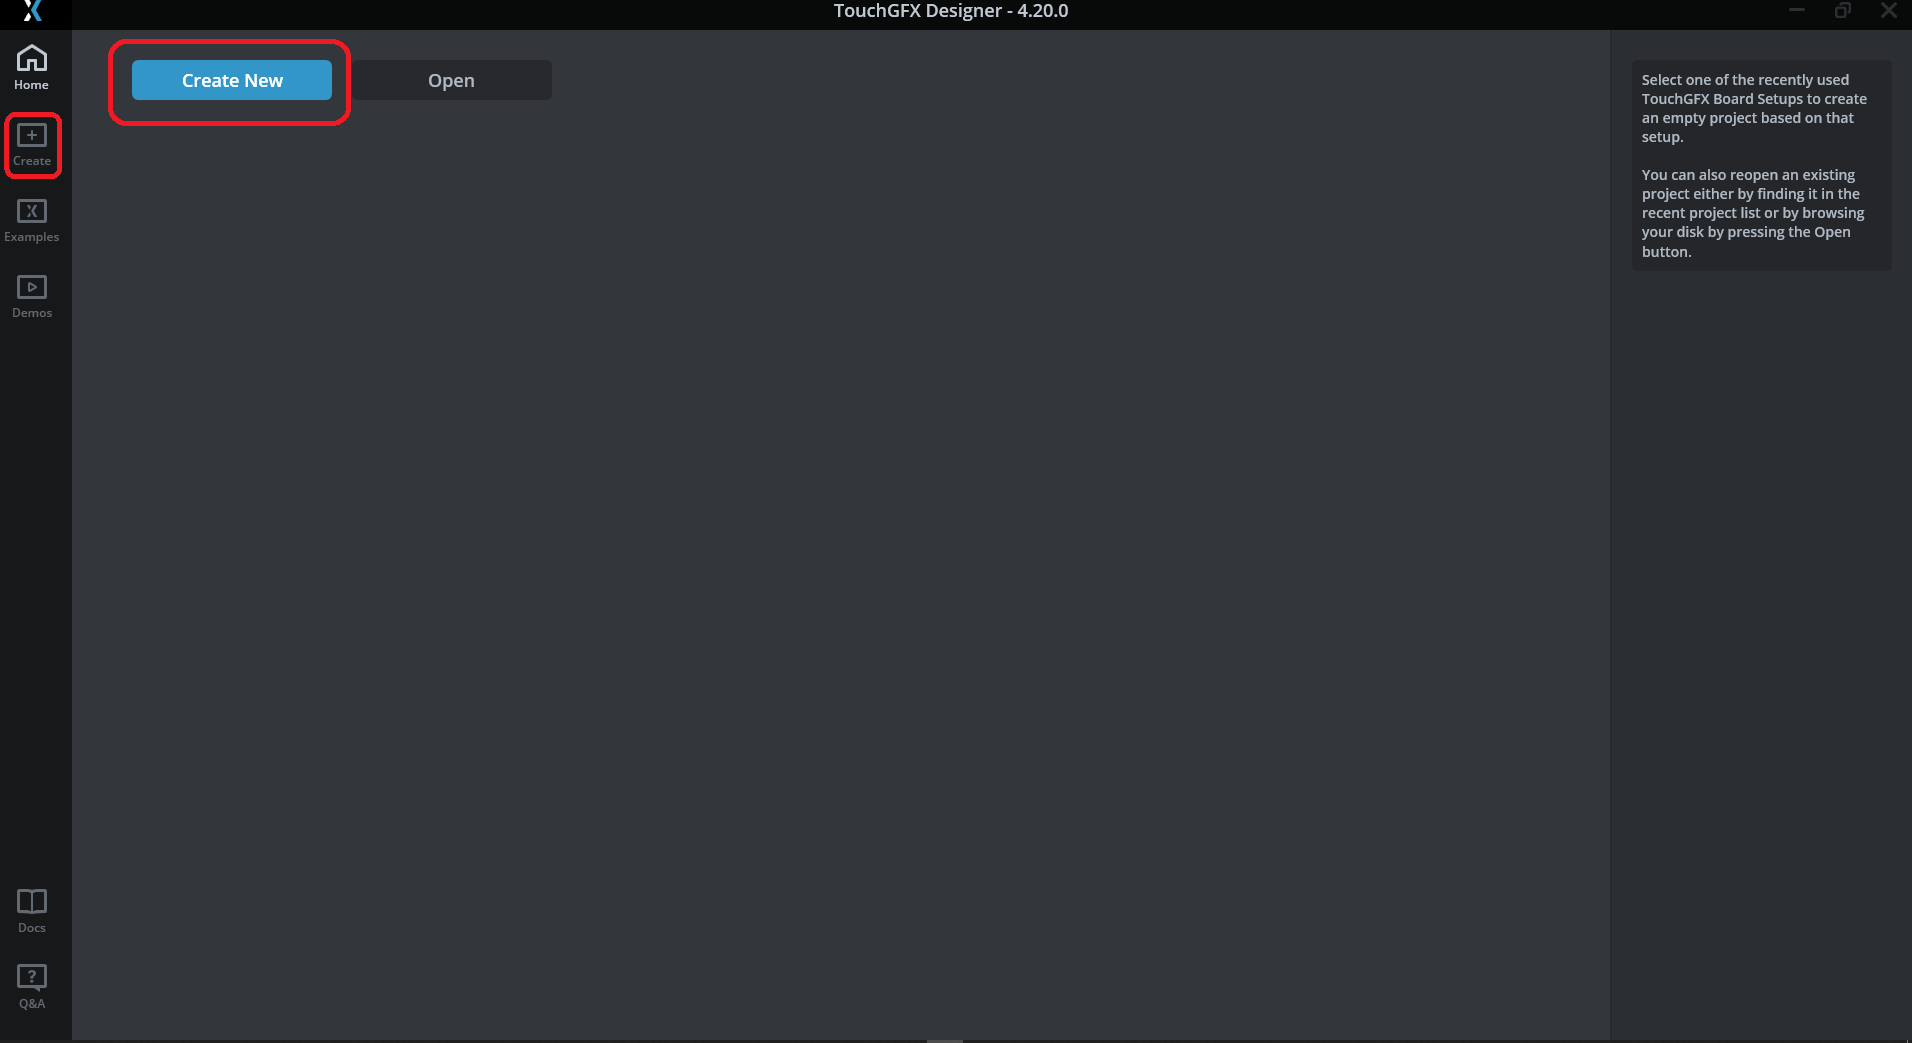 TouchGFX Designer - 4.20.0
Home
Create
Examples
Demos
Docs
Q&A
Create New
Open
Select one of the recently used
TouchGFX Board Setups to create
an empty project based on that
setup.
You can also reopen an existing
project either by finding it in the
recent project list or by browsing
your disk by pressing the Open
button.